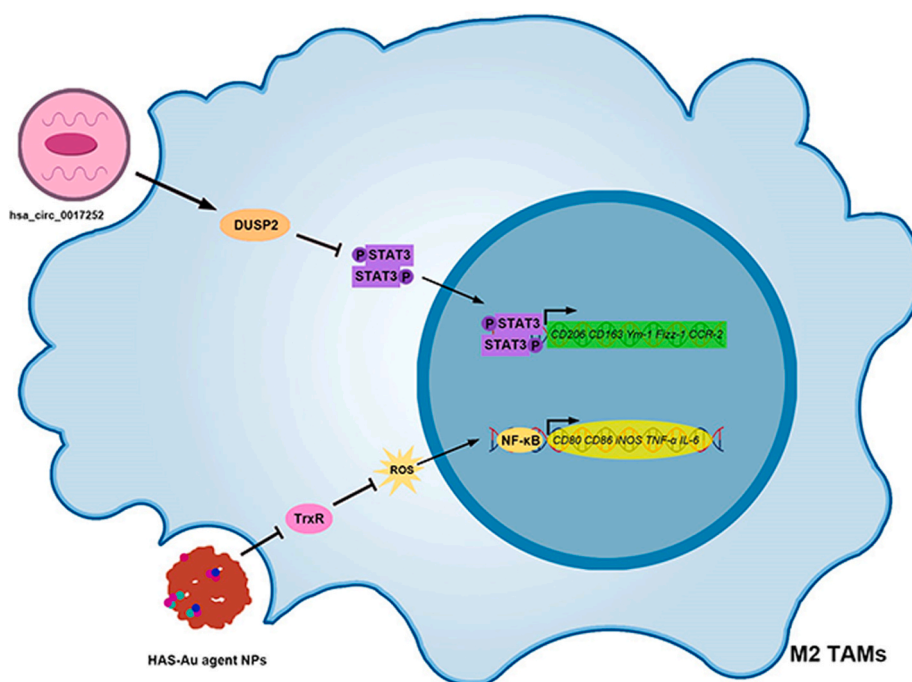 hsa_circ_0017252
DUSP2
P STAT3
STAT3 P
P STAT3
STAT3 P
CD206 CD163 Ym-1 Fizz-1 CCR-2
NF-κB
CD80 CD86 iNOS TNF-α IL-6
ROS
TrxR
HAS-Au agent NPs
M2 TAMs